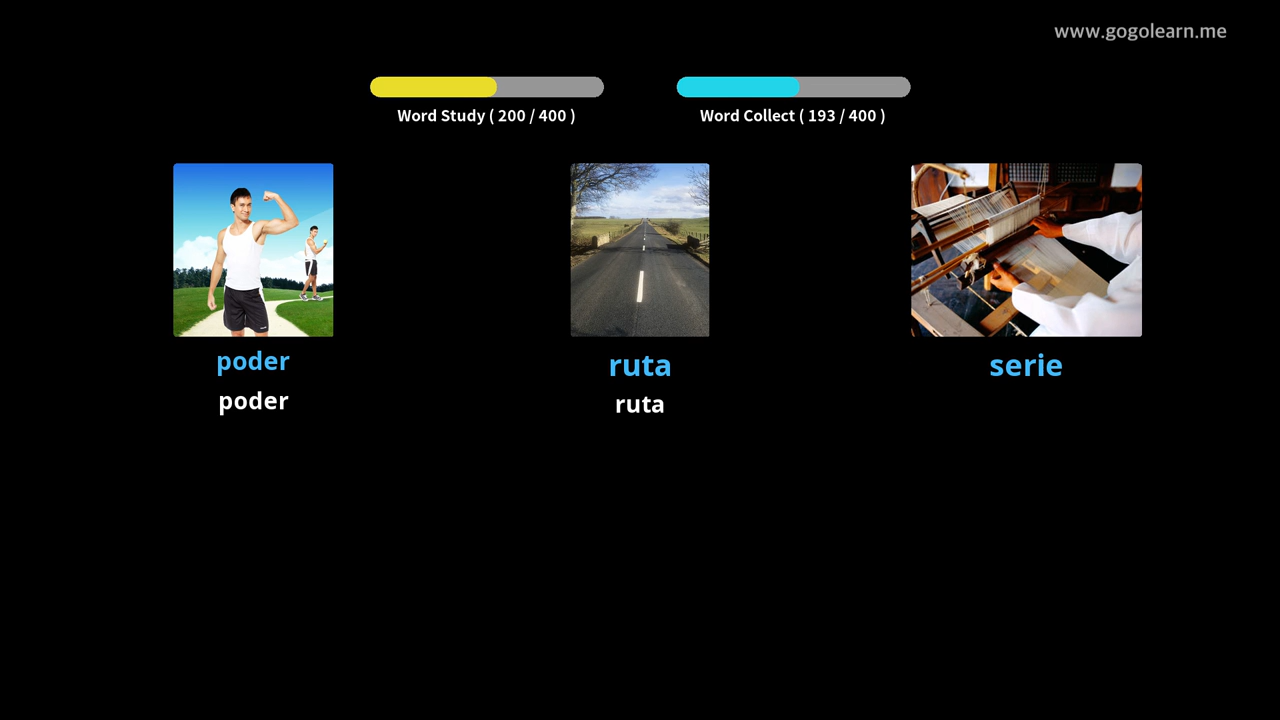 www.gogolearn.me
Word Study ( 200 / 400 )
Word Collect ( 193 / 400 )
poder
poder
ruta
ruta
serie